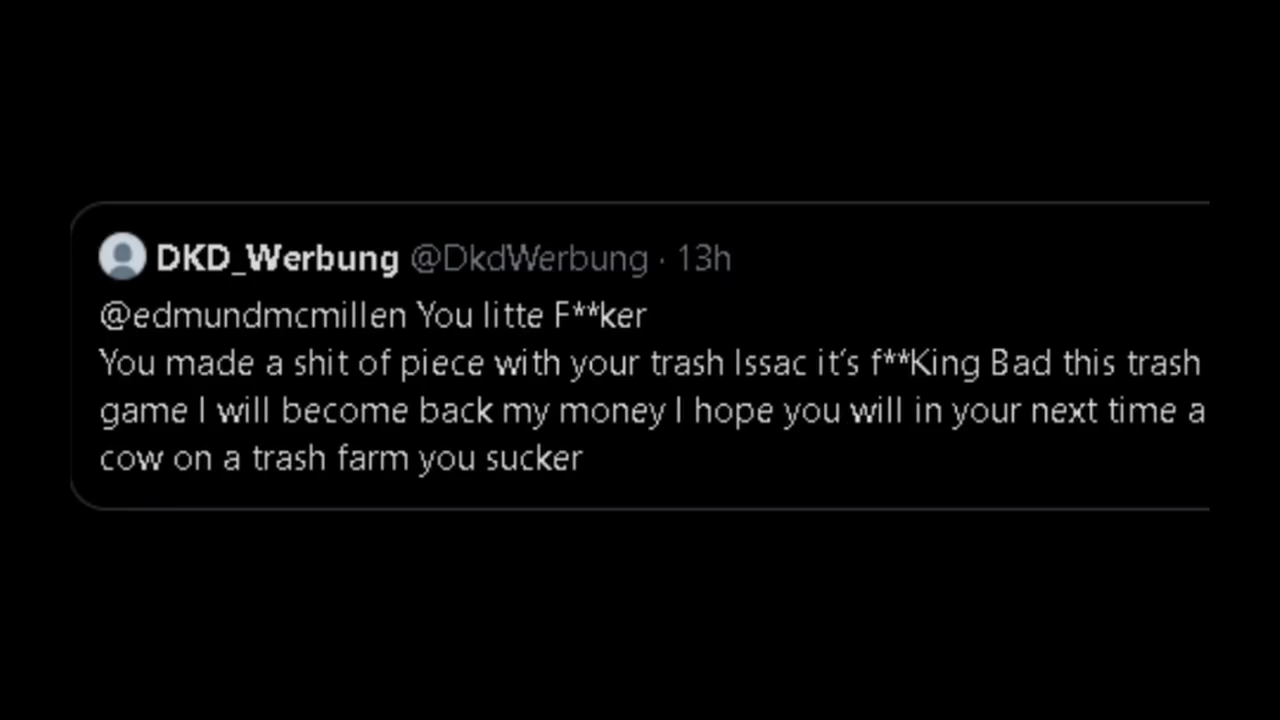 DKD_Werbung @DkdWerbung · 13h
@edmundmcmillen You litte F**ker
You made a shit of piece with your trash Issac it's f**King Bad this trash
game I will become back my money I hope you will in your next time a
cow on a trash farm you sucker